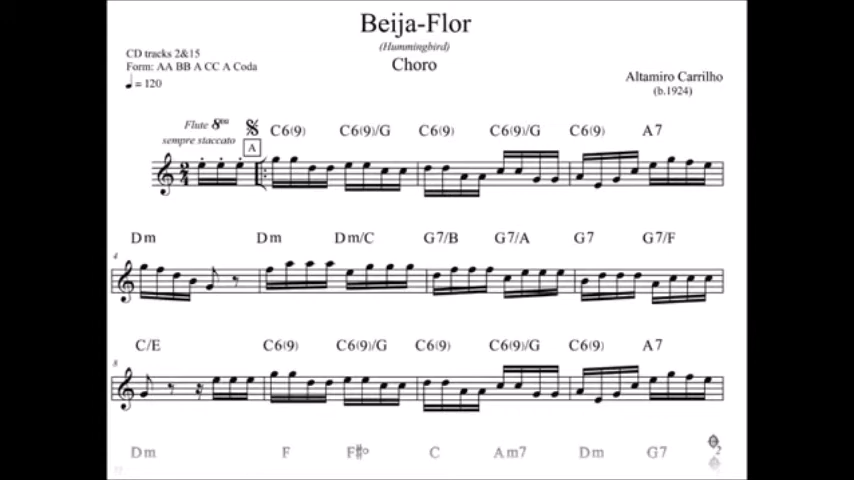 Beija-Flor
(Hummingbird)
Choro
CD tracks 2&15
Form: AA BB A CC A Coda
= 120
Altamiro Carrilho
(b.1924)
Flute 8va
sempre staccato
A
C6(9) C6(9)/G C6(9) C6(9)/G C6(9) A7
4
Dm Dm Dm/C G7/B G7/A G7 G7/F
8
C/E C6(9) C6(9)/G C6(9) C6(9)/G C6(9) A7
Dm F F#o C Am7 Dm G7
2